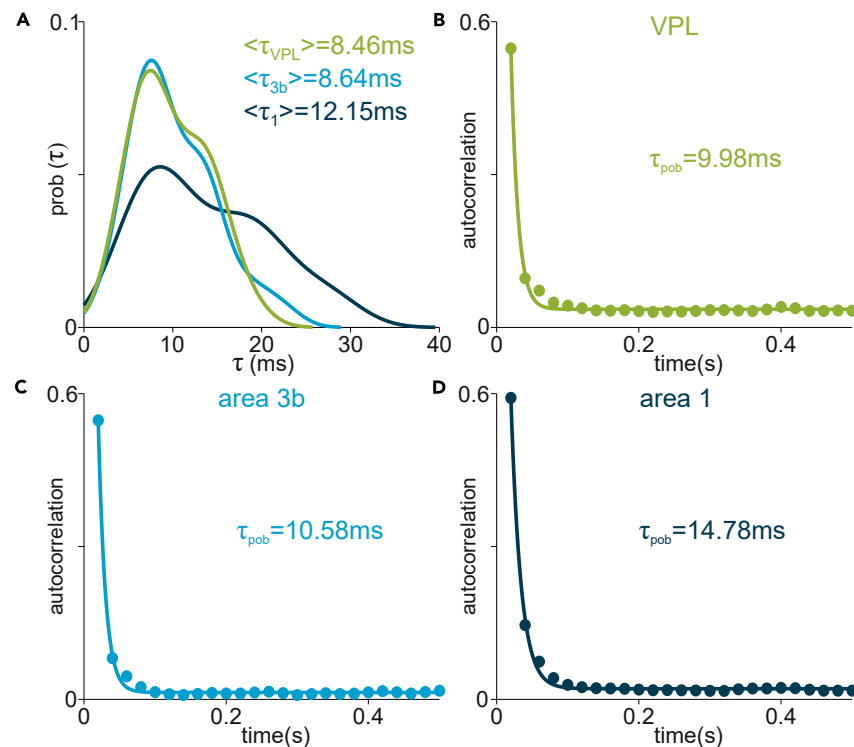 A
0.1
<τVPL>=8.46ms
<τ3b>=8.64ms
<τ1>=12.15ms
prob (τ)
0
0
10
20
30
40
τ (ms)
B
VPL
0.6
τpob=9.98ms
autocorrelation
0
0.2
0.4
time(s)
C
area 3b
0.6
τpob=10.58ms
autocorrelation
0
0
0.2
0.4
time(s)
D
area 1
0.6
τpob=14.78ms
autocorrelation
0
0
0.2
0.4
time(s)